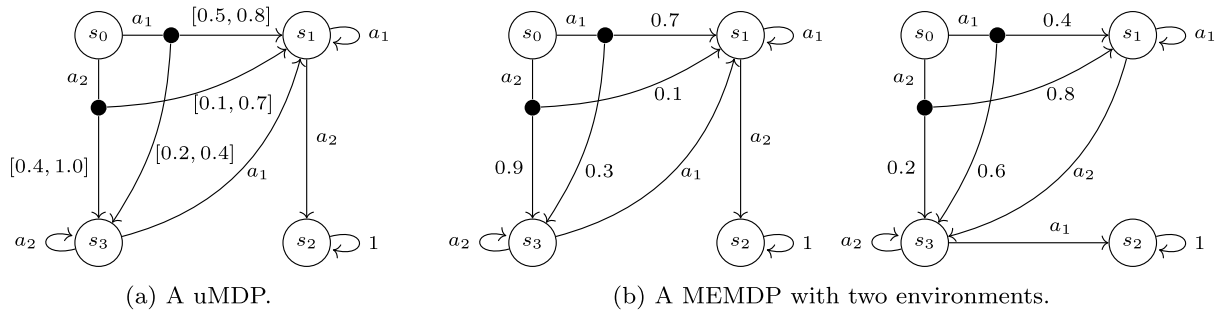 s0 a1 [0.5, 0.8] s1 a1
a2
[0.1, 0.7]
[0.4, 1.0] [0.2, 0.4] a1 a2
a2 s3 s2 1
(a) A uMDP.
s0 a1 0.7 s1 a1
a2
0.1
0.9 0.3 a1 a2
a2 s3 s2 1
s0 a1 0.4 s1 a1
a2
0.8
0.2 0.6 a2
a2 s3 a1 s2 1
(b) A MEMDP with two environments.